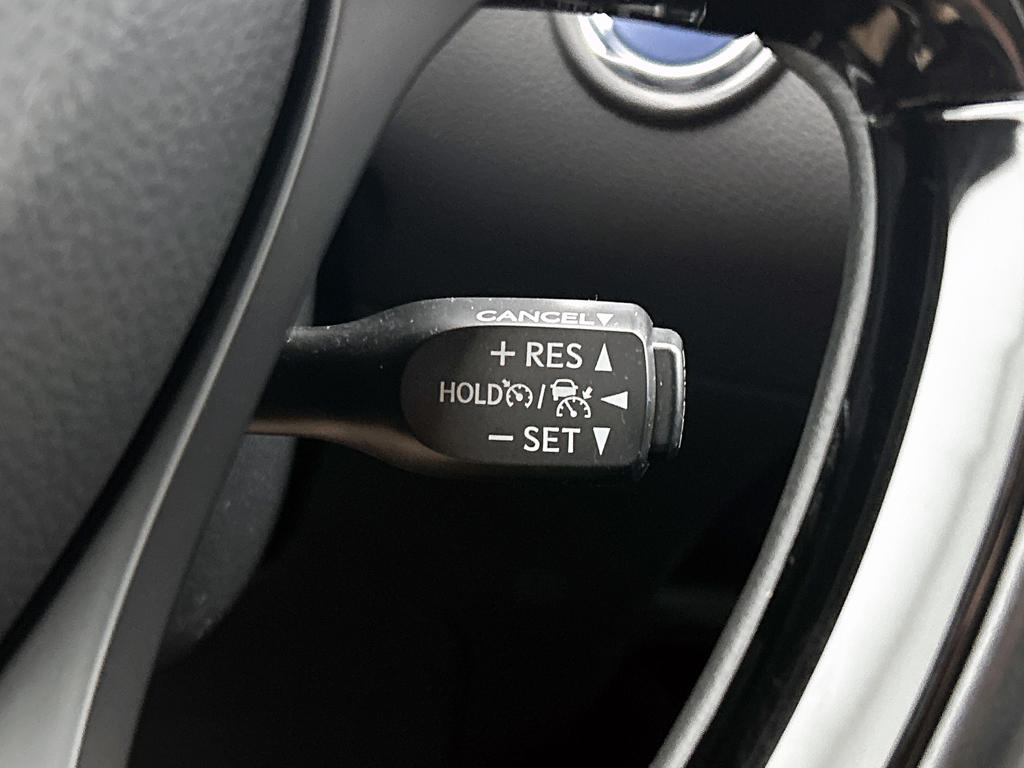 CANCEL▼
+ RES ▲
HOLD / ◀
− SET ▼